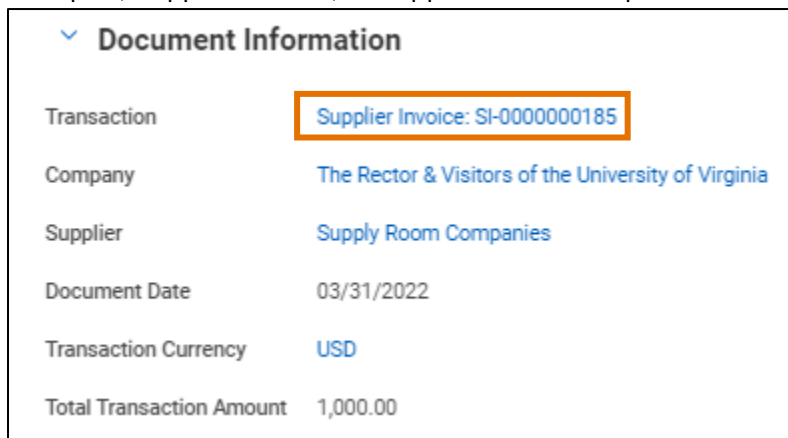 Document Information
Transaction Supplier Invoice: SI-0000000185
Company The Rector & Visitors of the University of Virginia
Supplier Supply Room Companies
Document Date 03/31/2022
Transaction Currency USD
Total Transaction Amount 1,000.00